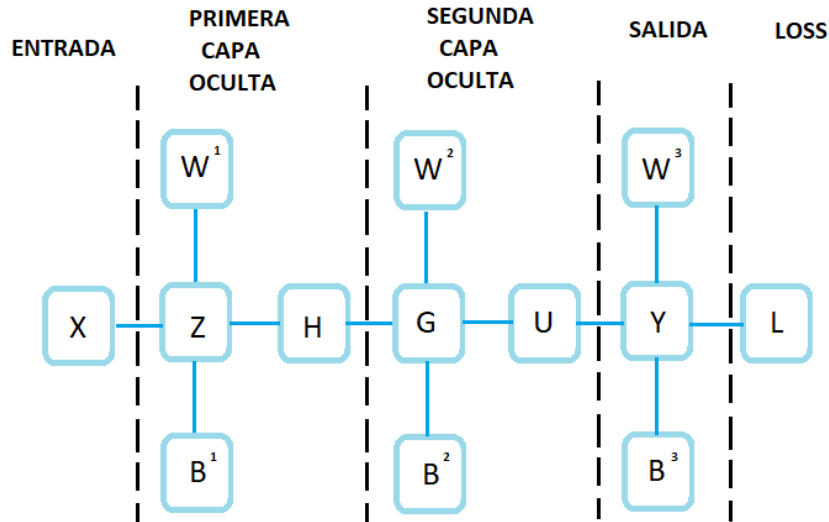 ENTRADA
PRIMERA
CAPA
OCULTA
SEGUNDA
CAPA
OCULTA
SALIDA
LOSS
W¹
W²
W³
X
Z
H
G
U
Y
L
B¹
B²
B³